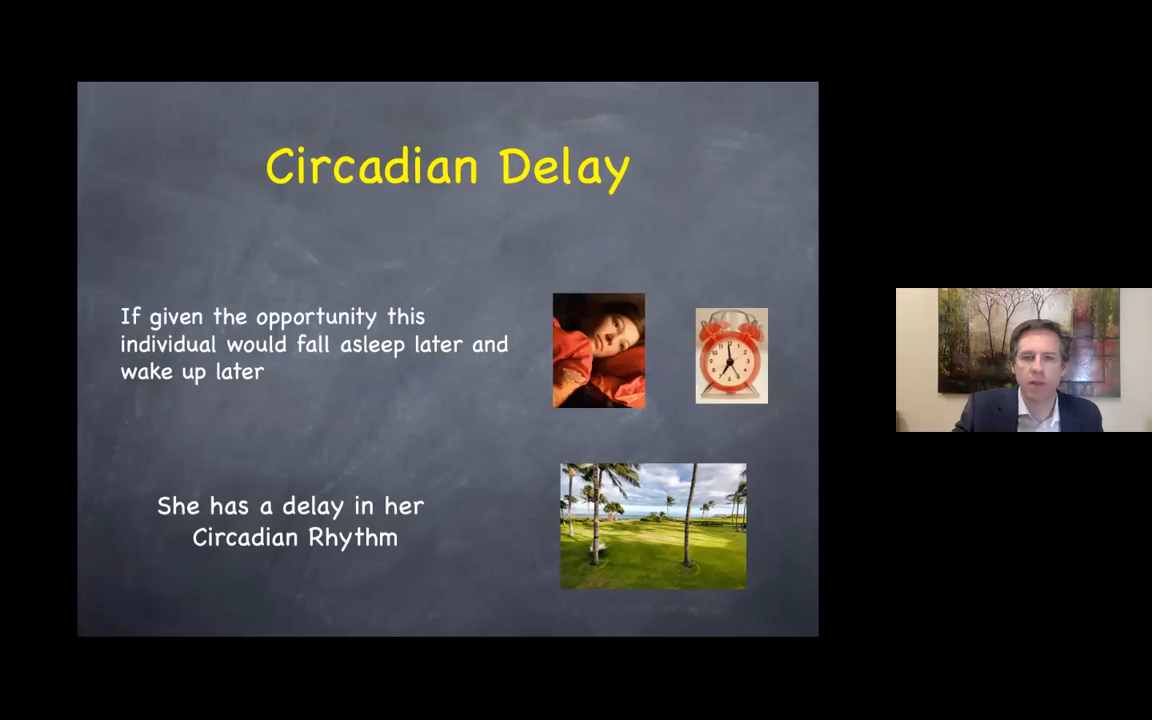 Circadian Delay
If given the opportunity this
individual would fall asleep later and
wake up later
She has a delay in her
Circadian Rhythm